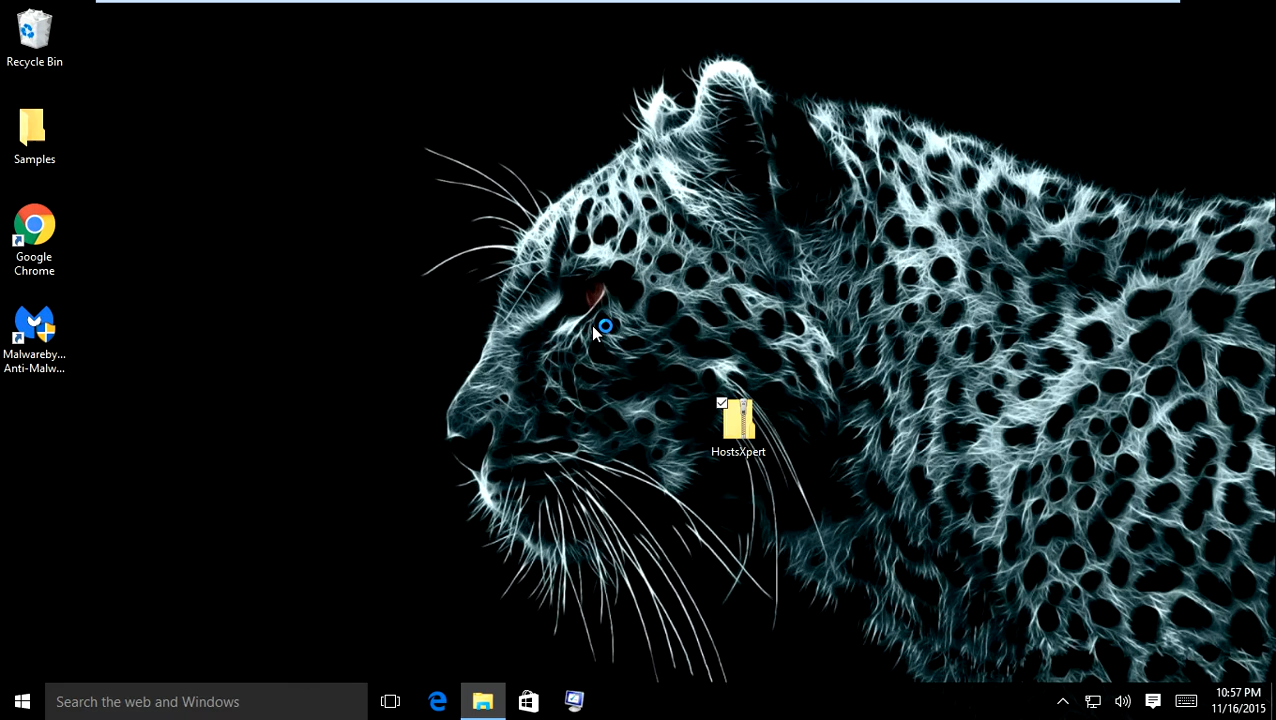 Recycle Bin
Samples
Google
Chrome
Malwareby...
Anti-Malw...
HostsXpert
Search the web and Windows
10:57 PM
11/16/2015